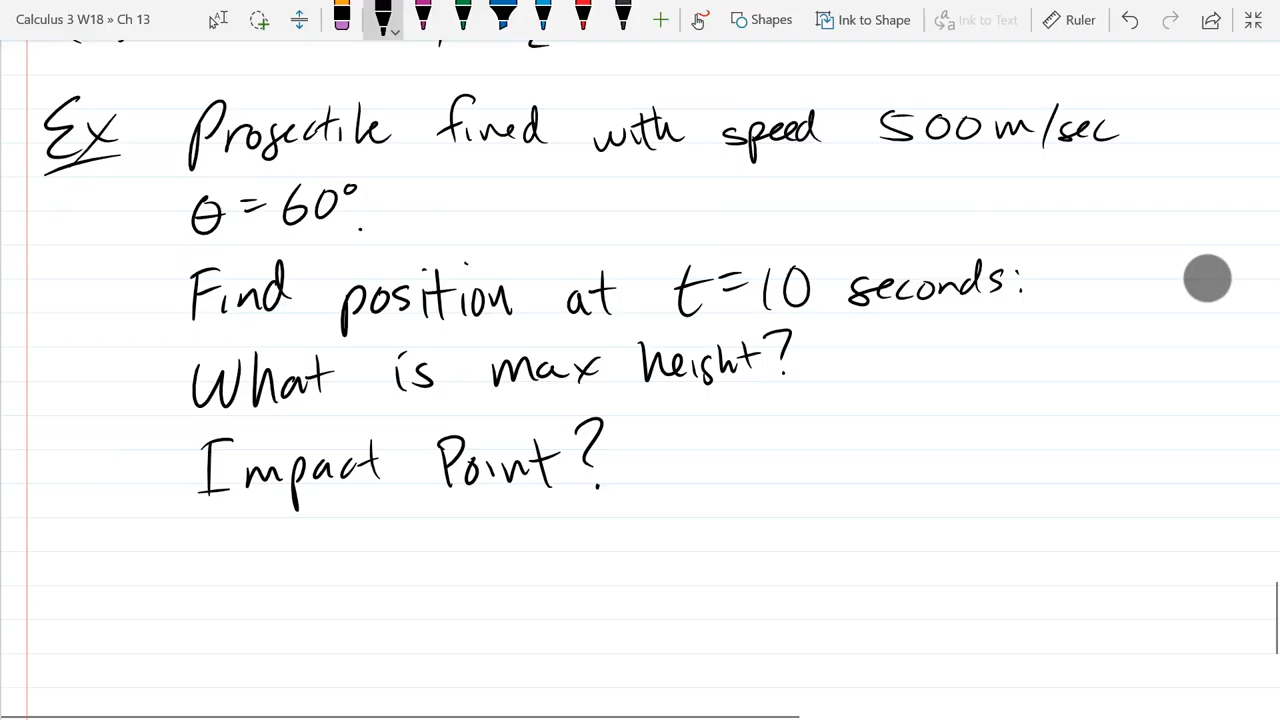 Calculus 3 W18 » Ch 13
Shapes
Ink to Shape
Ink to Text
Ruler
Ex Projectile fired with speed 500 m/sec
θ = 60°.
Find position at t = 10 seconds:
What is max height?
Impact Point?